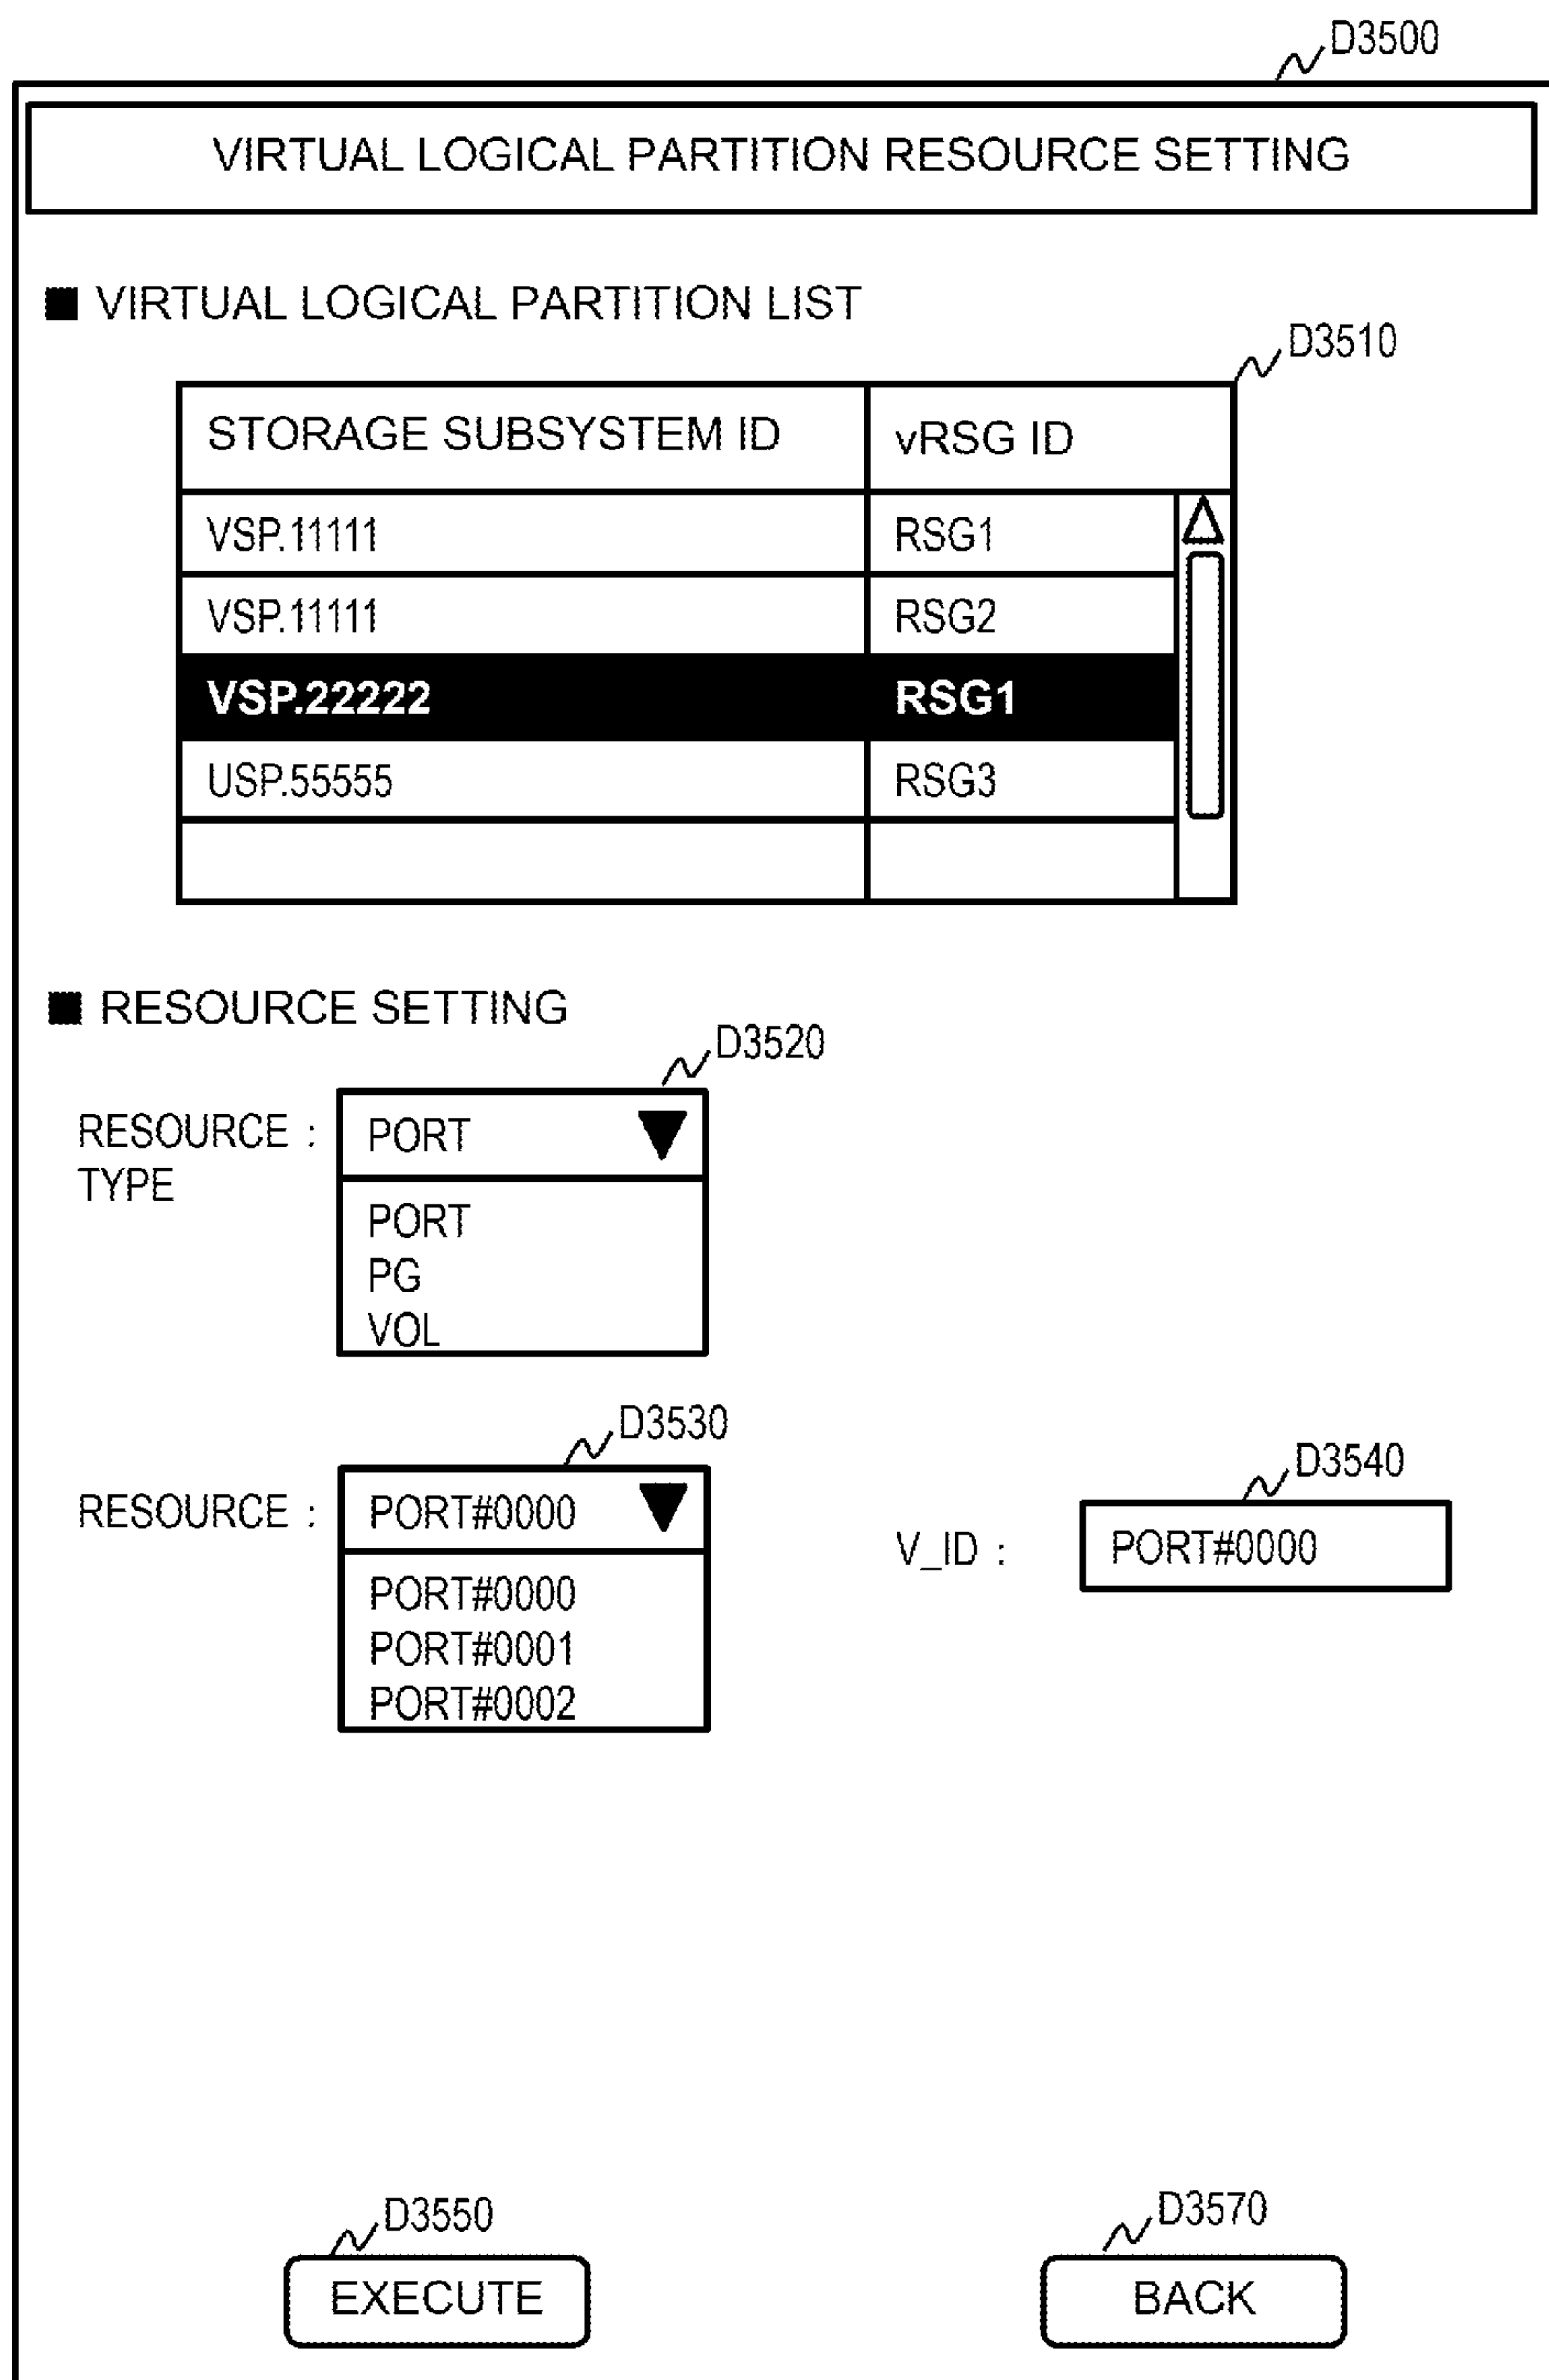 D3500
VIRTUAL LOGICAL PARTITION RESOURCE SETTING
■ VIRTUAL LOGICAL PARTITION LIST
D3510
STORAGE SUBSYSTEM ID vRSG ID
VSP.11111 RSG1
VSP.11111 RSG2
VSP.22222 RSG1
USP.55555 RSG3
■ RESOURCE SETTING
D3520
RESOURCE : PORT
TYPE
PORT
PG
VOL
D3530
D3540
RESOURCE : PORT#0000
V_ID : PORT#0000
PORT#0000
PORT#0001
PORT#0002
D3550
D3570
EXECUTE
BACK